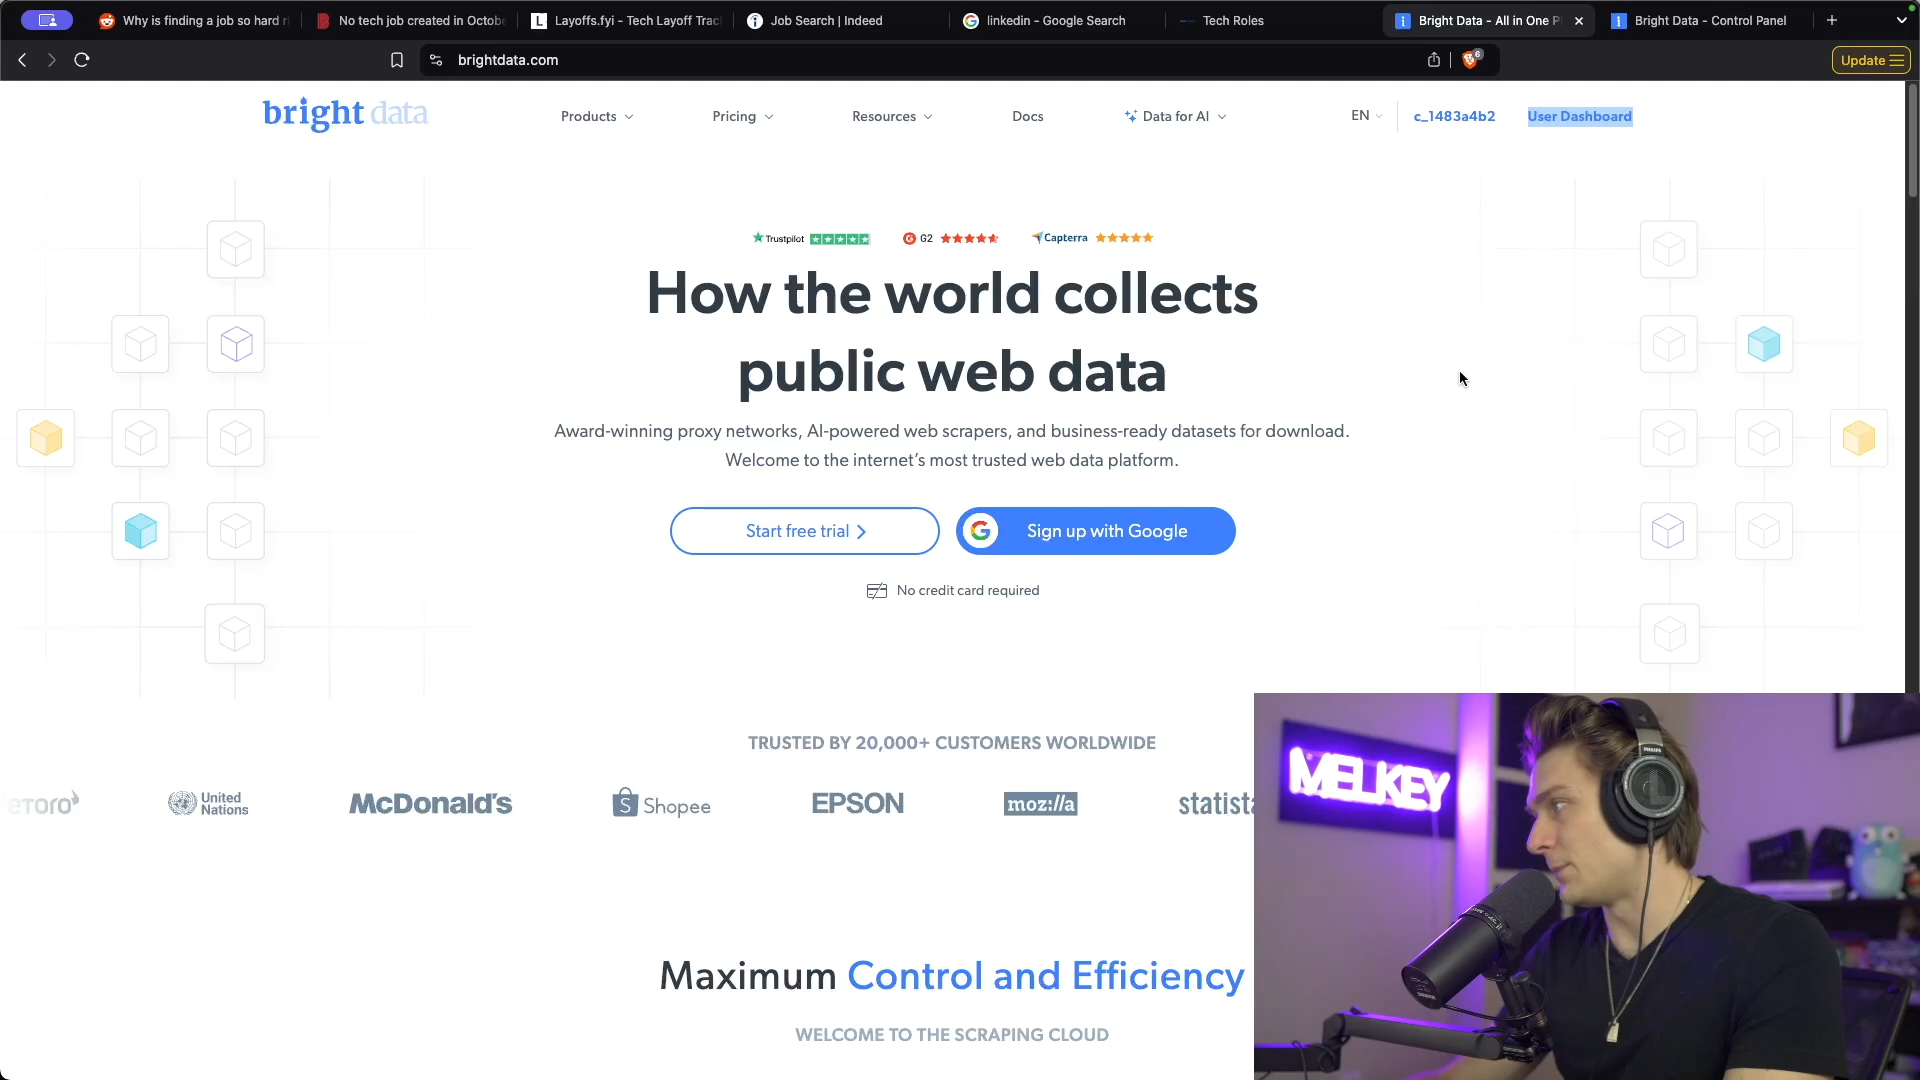 Why is finding a job so hard ri
No tech job created in Octobe
Layoffs.fyi - Tech Layoff Trac
Job Search | Indeed
linkedin - Google Search
Tech Roles
Bright Data - All in One P
Bright Data - Control Panel
brightdata.com
6
Update
bright data
Products
Pricing
Resources
Docs
Data for AI
EN
c_1483a4b2
User Dashboard
Trustpilot
G2
Capterra
How the world collects
public web data
Award-winning proxy networks, AI-powered web scrapers, and business-ready datasets for download.
Welcome to the internet's most trusted web data platform.
Start free trial
Sign up with Google
No credit card required
TRUSTED BY 20,000+ CUSTOMERS WORLDWIDE
eTORO
United Nations
McDonald's
Shopee
EPSON
moz://a
statista
MELKEY
PHILIPS
Maximum Control and Efficiency
WELCOME TO THE SCRAPING CLOUD